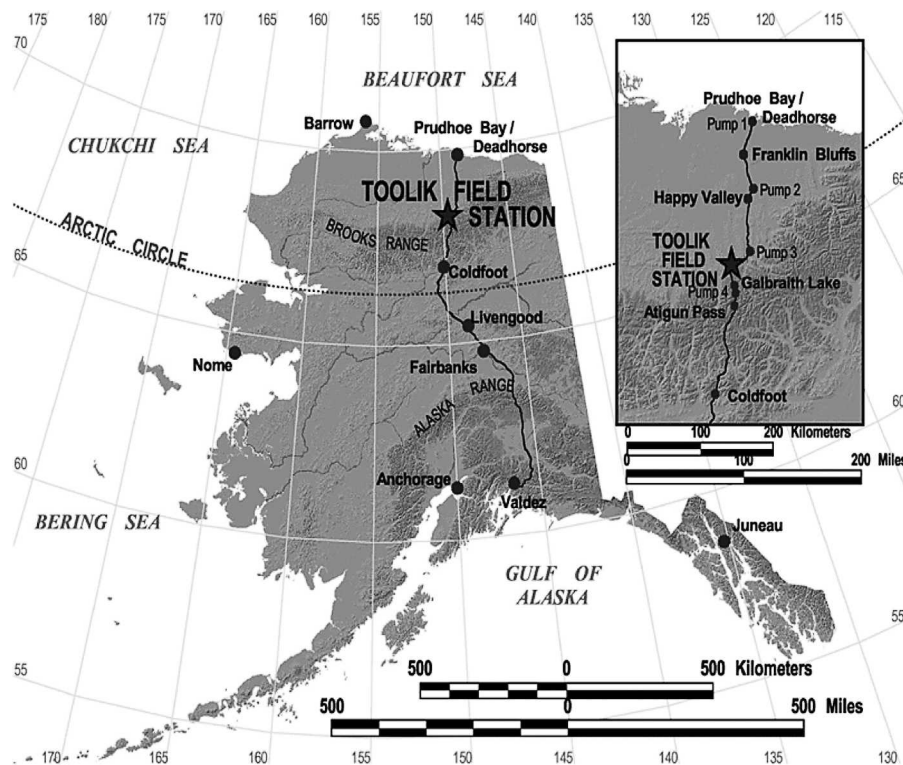 175 180 175 170 165 160 155 150 145 140 135 130 125 120 115
70
BEAUFORT SEA
Barrow
Prudhoe Bay /
Deadhorse
CHUKCHI SEA
TOOLIK FIELD
STATION
BROOKS RANGE
ARCTIC CIRCLE
65
Coldfoot
Livengood
Nome
Fairbanks
ALASKA RANGE
60
Anchorage
Valdez
BERING SEA
Juneau
GULF OF
ALASKA
55
Prudhoe Bay /
Deadhorse
Pump 1
Franklin Bluffs
Pump 2
Happy Valley
Pump 3
TOOLIK
FIELD
STATION
Galbraith Lake
Pump 4
Atigun Pass
Coldfoot
65
60
55
0 100 200 Kilometers
0 100 200 Miles
500 0 500 Kilometers
500 0 500 Miles
170 165 160 155 150 145 140 135 130